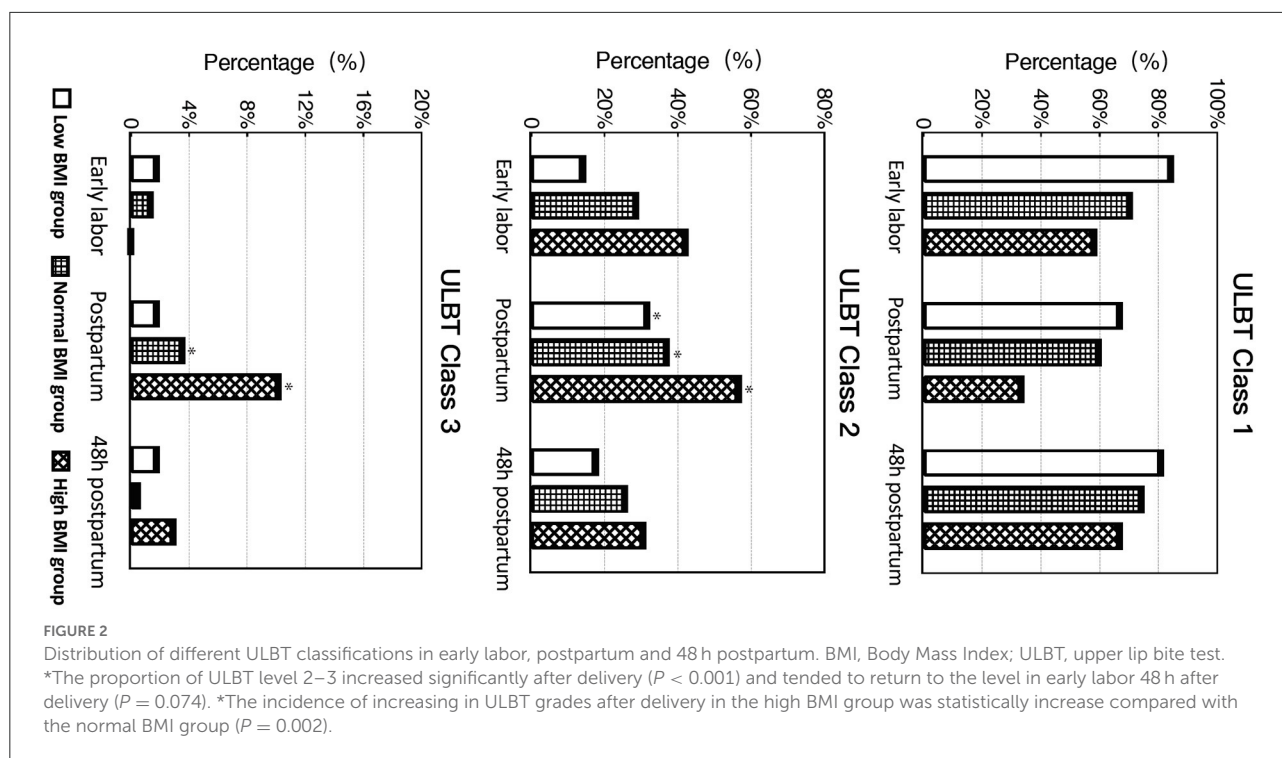 ULBT Class 1
Percentage (%)
100%
80%
60%
40%
20%
0
Early labor
Postpartum
48h postpartum
ULBT Class 2
Percentage (%)
80%
60%
40%
20%
0
*
*
*
Early labor
Postpartum
48h postpartum
ULBT Class 3
Percentage (%)
20%
16%
12%
8%
4%
0
*
*
Early labor
Postpartum
48h postpartum
Low BMI group
Normal BMI group
High BMI group
FIGURE 2
Distribution of different ULBT classifications in early labor, postpartum and 48 h postpartum. BMI, Body Mass Index; ULBT, upper lip bite test.
*The proportion of ULBT level 2–3 increased significantly after delivery (P < 0.001) and tended to return to the level in early labor 48 h after
delivery (P = 0.074). *The incidence of increasing in ULBT grades after delivery in the high BMI group was statistically increase compared with
the normal BMI group (P = 0.002).